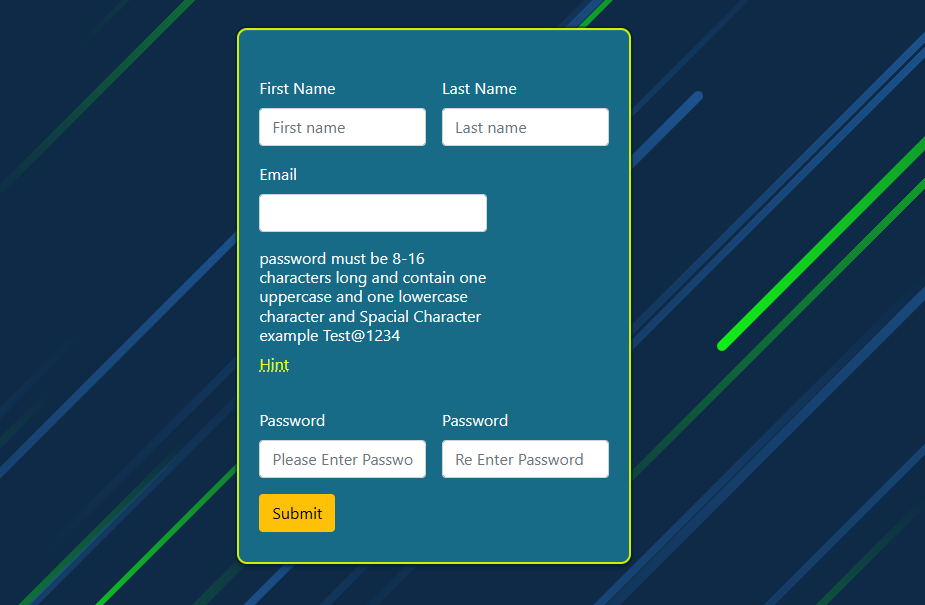 First Name Last Name
First name Last name
Email
password must be 8-16
characters long and contain one
uppercase and one lowercase
character and Spacial Character
example Test@1234
Hint
Password Password
Please Enter Passwo Re Enter Password
Submit